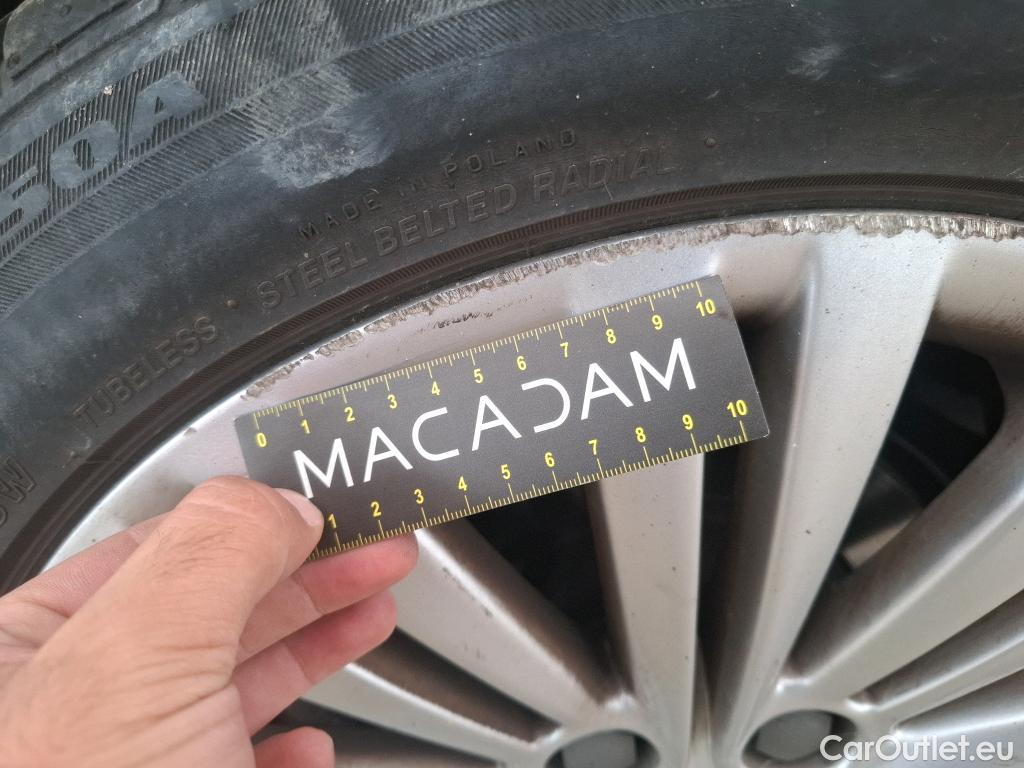 50A
MADE IN POLAND
STEEL BELTED RADIAL
TUBELESS
0 1 2 3 4 5 6 7 8 9 10
MACADAM
1 2 3 4 5 6 7 8 9 10
CarOutlet.eu